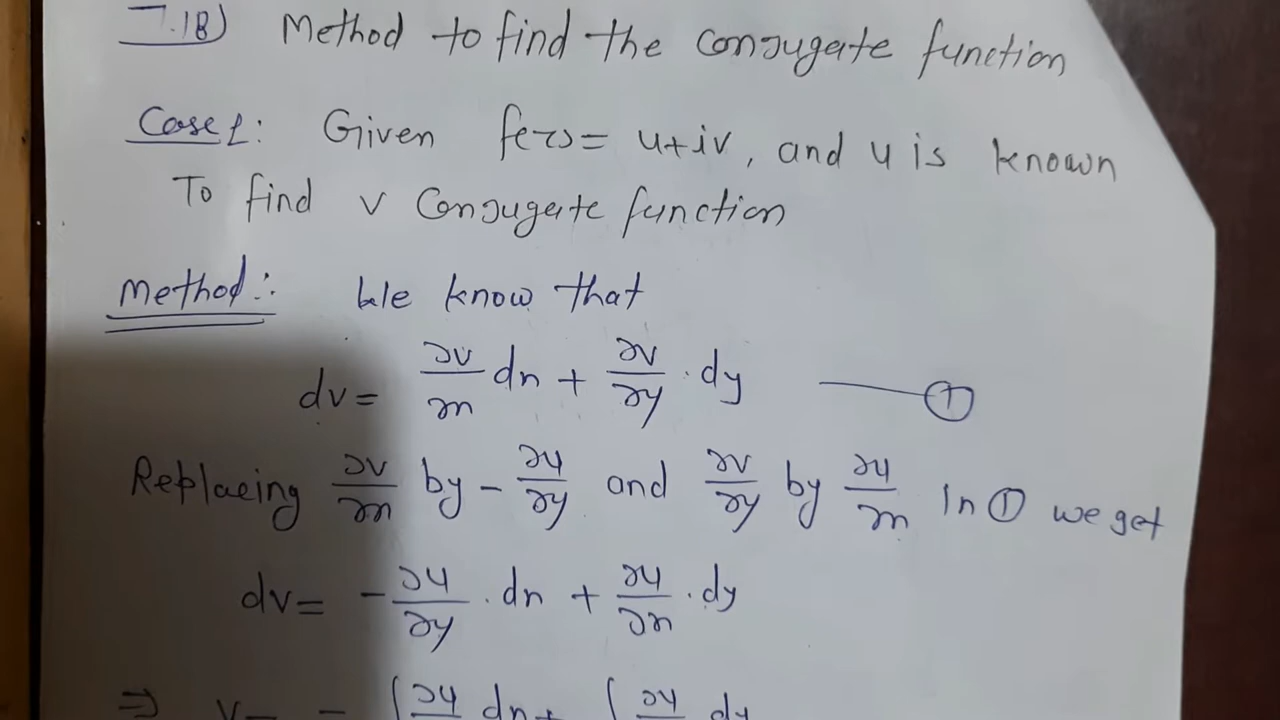 7.18) Method to find the Conjugate function
Case 1: Given f(z) = u+iv, and u is known
To find v Conjugate function
Method:- We know that
dv = ∂v/∂x dx + ∂v/∂y . dy —— ①
Replacing ∂v/∂x by - ∂u/∂y and ∂v/∂y by ∂u/∂x in ① we get
dv = - ∂u/∂y . dx + ∂u/∂x . dy
⇒ v = - ∫ ∂u dx + ∫ ∂u dy